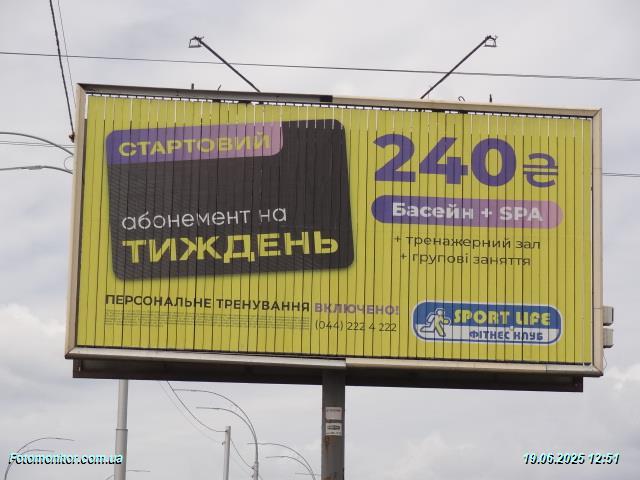 СТАРТОВИЙ
абонемент на
ТИЖДЕНЬ
240₴
Басейн + SPA
+ тренажерний зал
+ групові заняття
ПЕРСОНАЛЬНЕ ТРЕНУВАННЯ ВКЛЮЧЕНО!
(044) 222 4 222
SPORT LIFE
ФІТНЕС КЛУБ
Fotomonitor.com.ua
19.06.2025 12:51